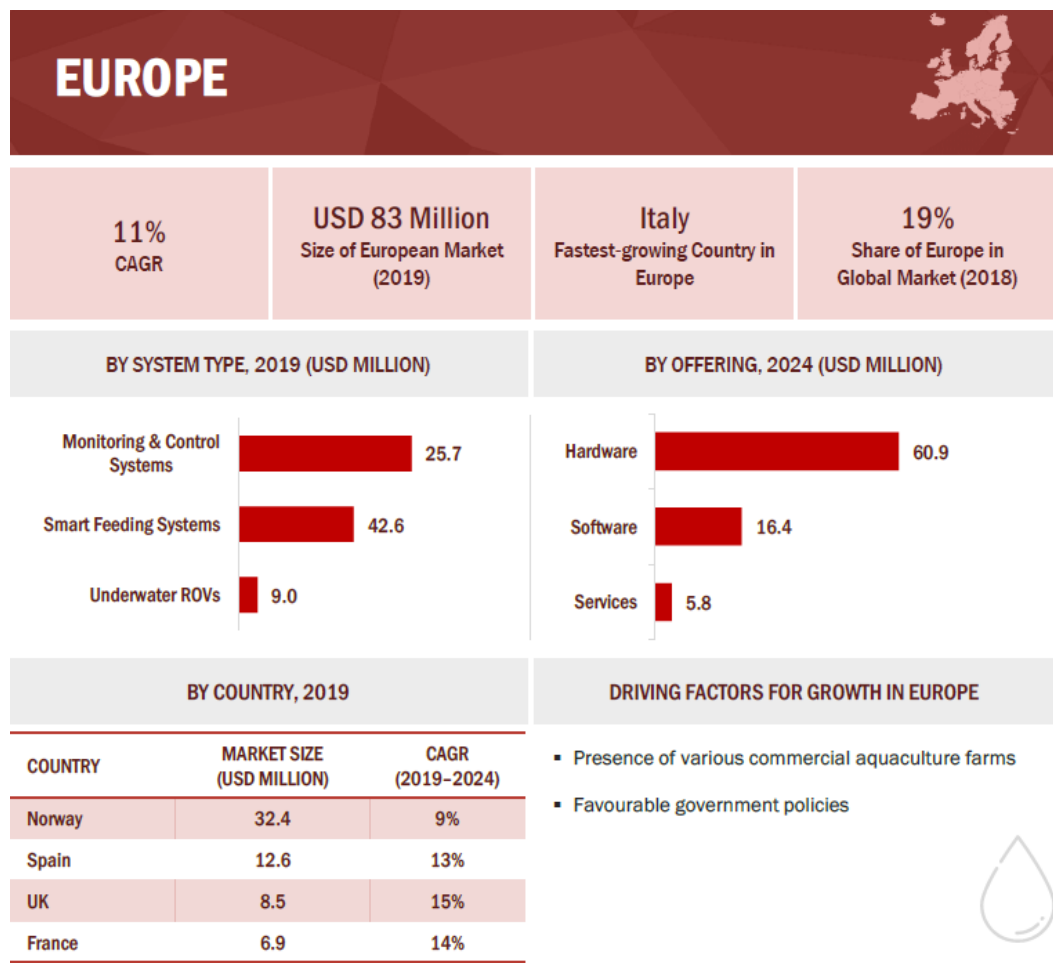 EUROPE
11%
CAGR
USD 83 Million
Size of European Market
(2019)
Italy
Fastest-growing Country in
Europe
19%
Share of Europe in
Global Market (2018)
BY SYSTEM TYPE, 2019 (USD MILLION)
Monitoring & Control
Systems
25.7
Smart Feeding Systems
42.6
Underwater ROVs
9.0
BY OFFERING, 2024 (USD MILLION)
Hardware
60.9
Software
16.4
Services
5.8
BY COUNTRY, 2019
COUNTRY
MARKET SIZE
(USD MILLION)
CAGR
(2019–2024)
Norway 32.4 9%
Spain 12.6 13%
UK 8.5 15%
France 6.9 14%
DRIVING FACTORS FOR GROWTH IN EUROPE
▪ Presence of various commercial aquaculture farms
▪ Favourable government policies